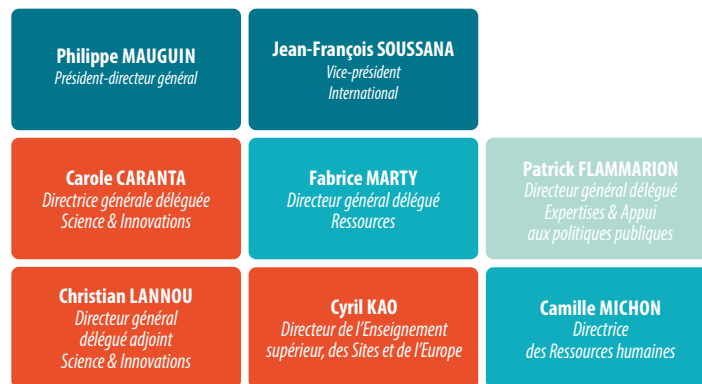 Philippe MAUGUIN
Président-directeur général
Jean-François SOUSSANA
Vice-président
International
Carole CARANTA
Directrice générale déléguée
Science & Innovations
Fabrice MARTY
Directeur général délégué
Ressources
Patrick FLAMMARION
Directeur général délégué
Expertises & Appui
aux politiques publiques
Christian LANNOU
Directeur général
délégué adjoint
Science & Innovations
Cyril KAO
Directeur de l’Enseignement
supérieur, des Sites et de l’Europe
Camille MICHON
Directrice
des Ressources humaines